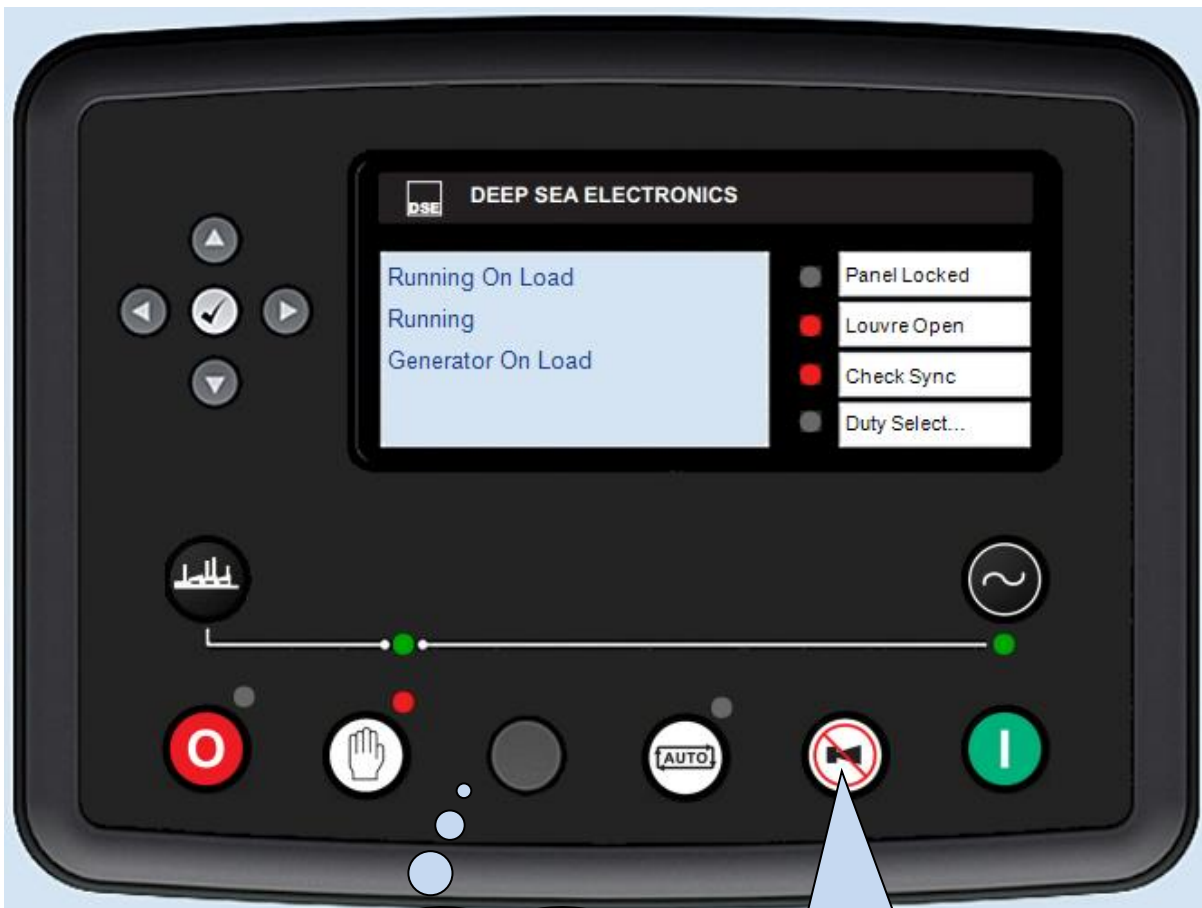 DSE
DEEP SEA ELECTRONICS
Running On Load
Running
Generator On Load
Panel Locked
Louvre Open
Check Sync
Duty Select...
O
AUTO
I